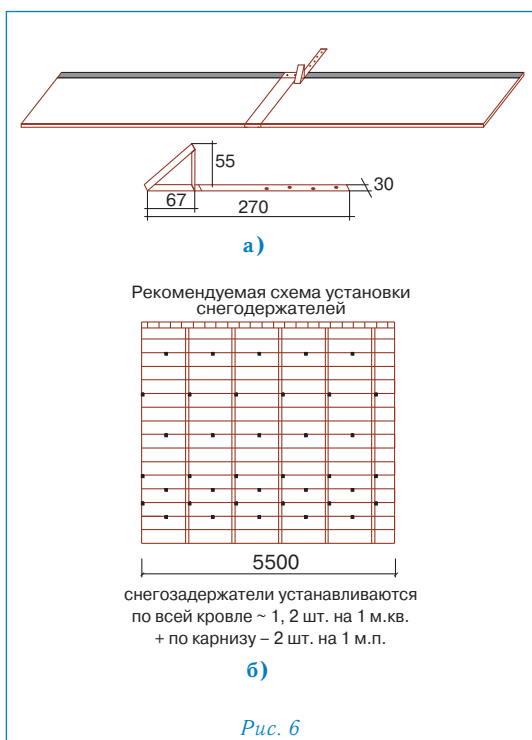 55
30
67
270
а)
Рекомендуемая схема установки
снегодержателей
5500
снегозадержатели устанавливаются
по всей кровле ~ 1, 2 шт. на 1 м.кв.
+ по карнизу – 2 шт. на 1 м.п.
б)
Рис. 6